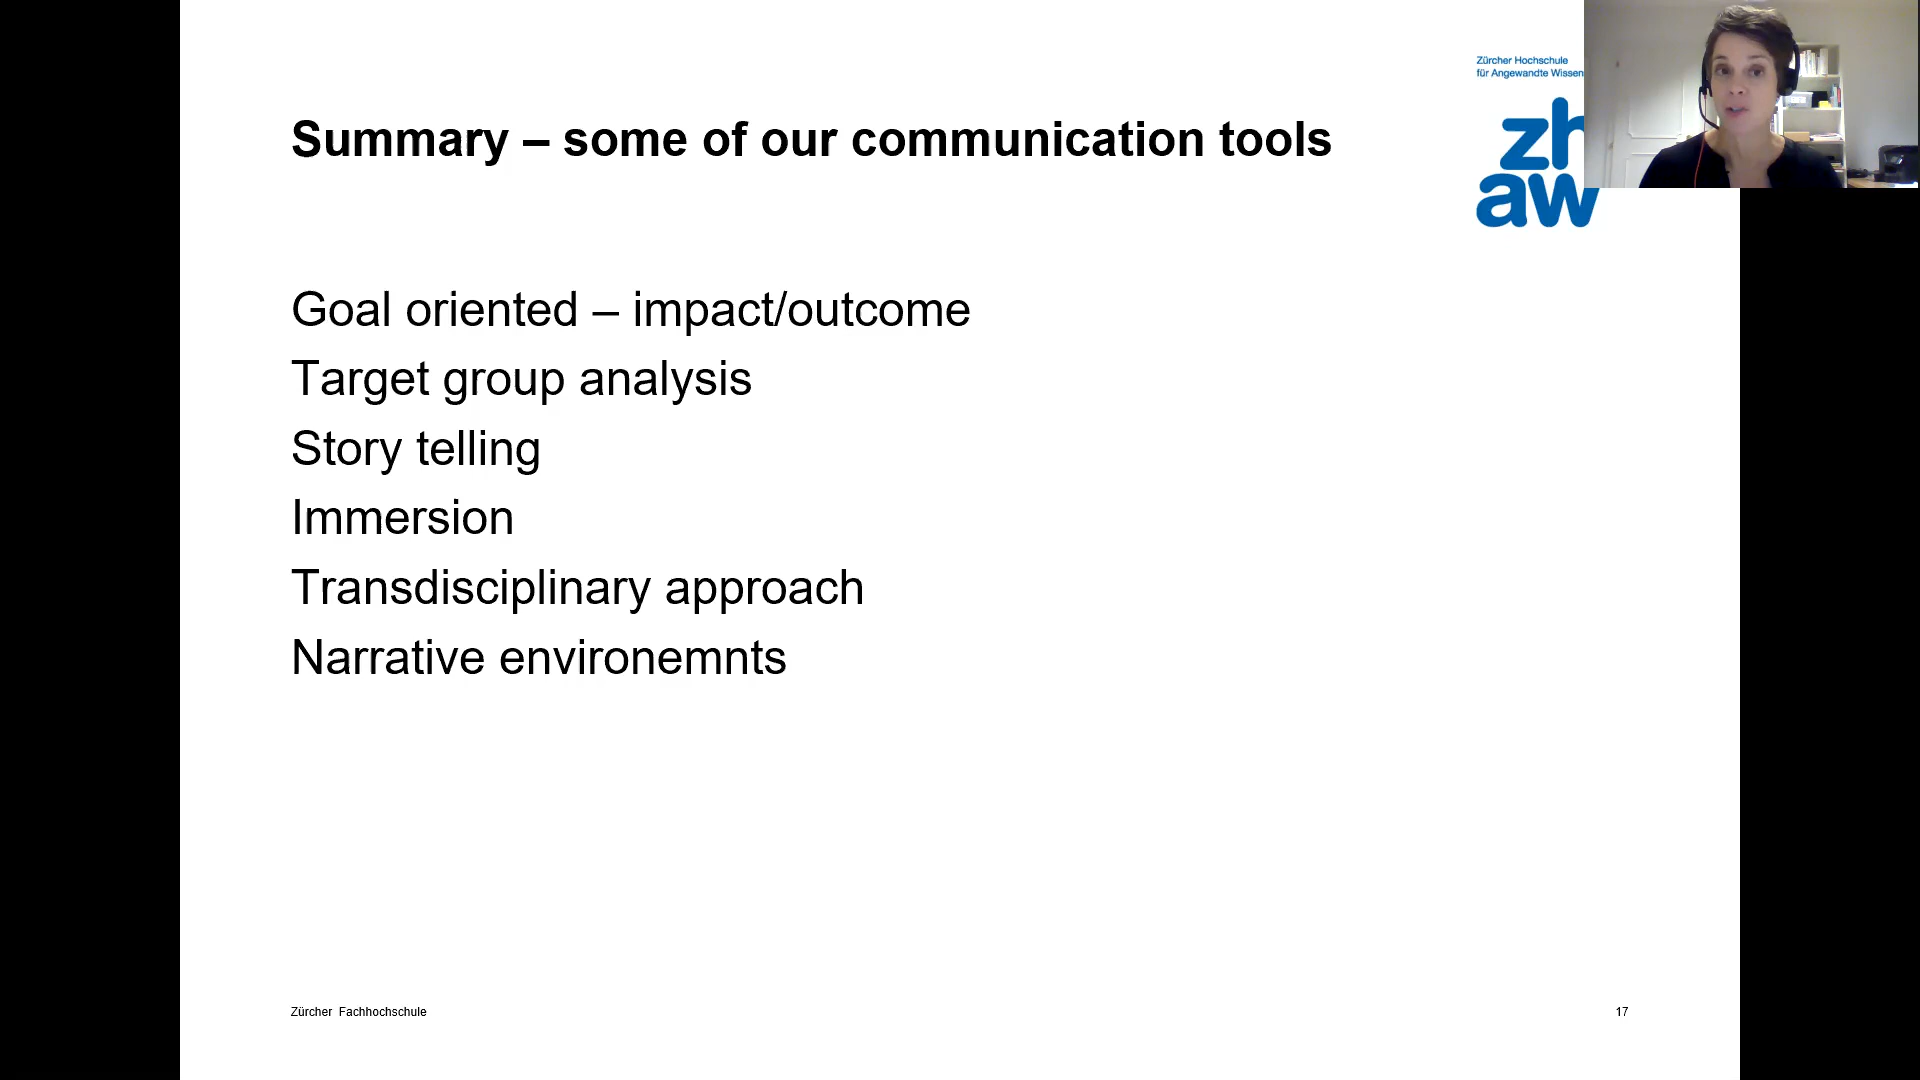 Zürcher Hochschule
für Angewandte Wissen
zh
aw
Summary – some of our communication tools
Goal oriented – impact/outcome
Target group analysis
Story telling
Immersion
Transdisciplinary approach
Narrative environemnts
Zürcher Fachhochschule
17